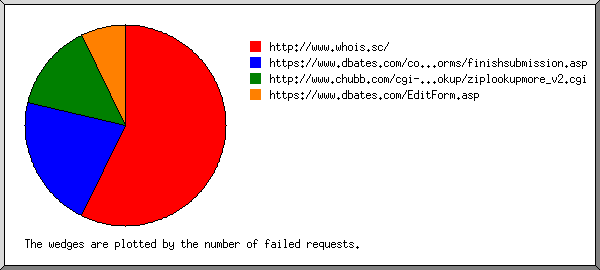 http://www.whois.sc/
https://www.dbates.com/co...orms/finishsubmission.asp
http://www.chubb.com/cgi-...okup/ziplookupmore_v2.cgi
https://www.dbates.com/EditForm.asp
The wedges are plotted by the number of failed requests.